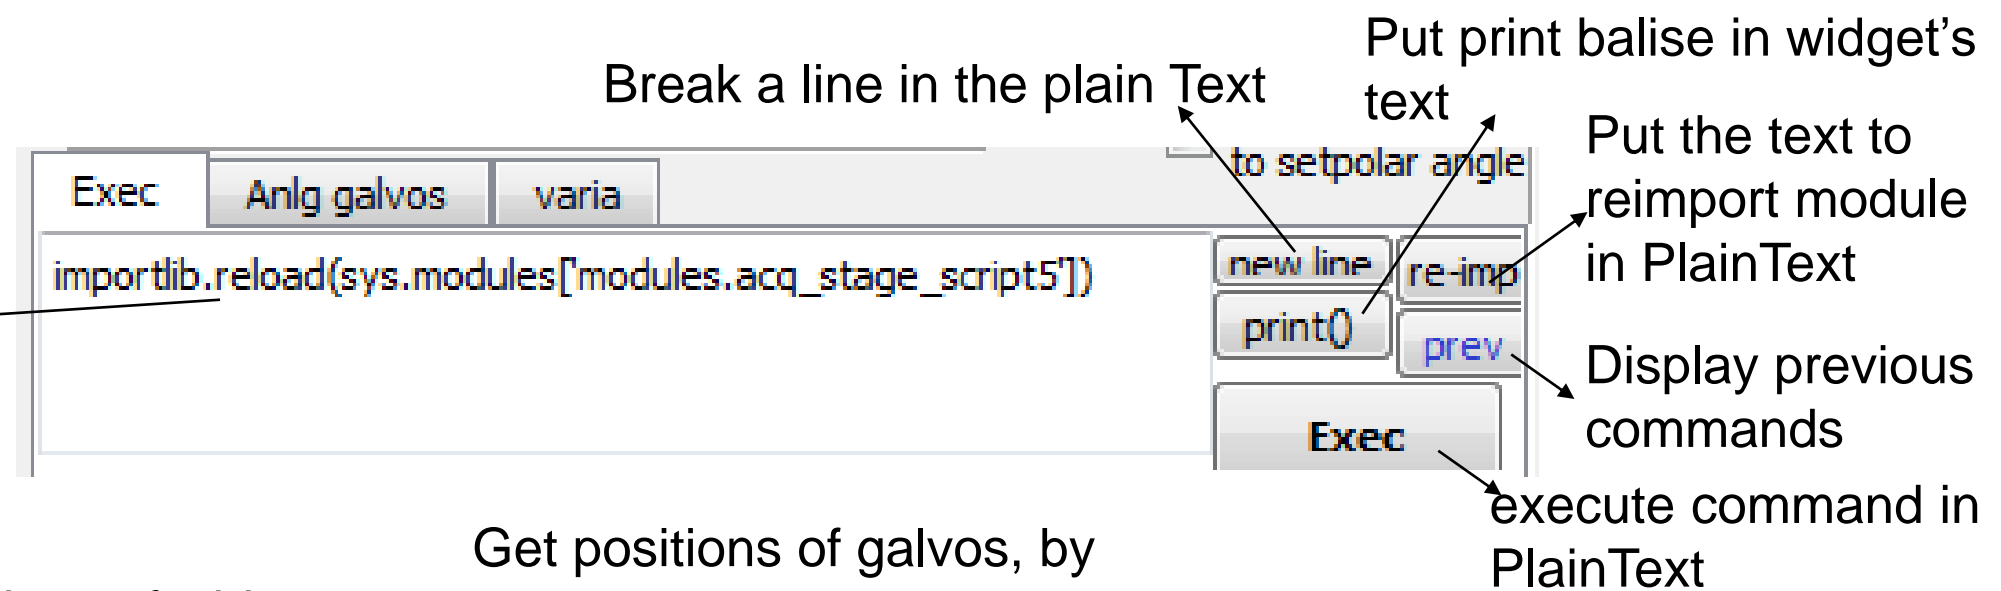 Put print balise in widget's
text
Break a line in the plain Text
Put the text to
reimport module
in PlainText
to setpolar angle
Exec
Anlg galvos
varia
importlib.reload(sys.modules['modules.acq_stage_script5'])
new line
re-imp
print()
prev
Display previous
commands
Exec
execute command in
PlainText
Get positions of galvos, by